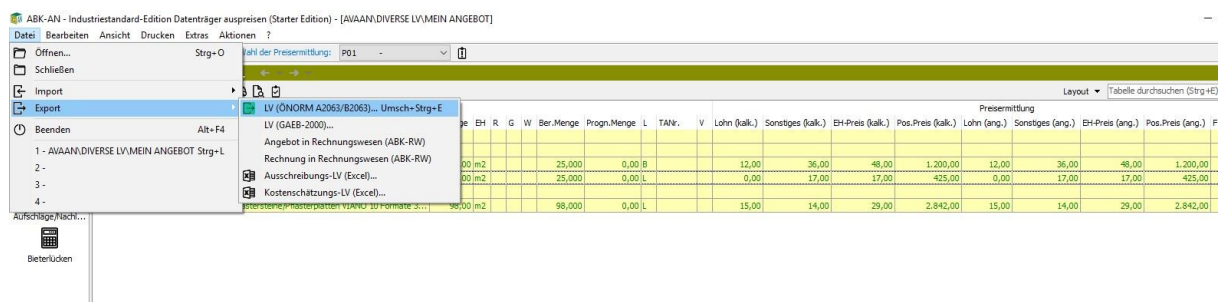 ABK-AN - Industriestandard-Edition Datenträger auspreisen (Starter Edition) - [AVAAN\DIVERSE LV\MEIN ANGEBOT]
Datei Bearbeiten Ansicht Drucken Extras Aktionen ?
Öffnen... Strg+O
ahl der Preisermittlung: P01 -
Schließen
Import
Layout Tabelle durchsuchen (Strg+E)
Export
LV (ÖNORM A2063/B2063)... Umsch+Strg+E
Preisermittlung
LV (GAEB-2000)...
ge EH R G W Ber.Menge Progn.Menge L TANr. V Lohn (kalk.) Sonstiges (kalk.) EH-Preis (kalk.) Pos.Preis (kalk.) Lohn (ang.) Sonstiges (ang.) EH-Preis (ang.) Pos.Preis (ang.) F
Beenden Alt+F4
Angebot in Rechnungswesen (ABK-RW)
1 - AVAAN\DIVERSE LV\MEIN ANGEBOT Strg+L
Rechnung in Rechnungswesen (ABK-RW)
2 -
,00 m2 25,000 0,00 B 12,00 36,00 48,00 1.200,00 12,00 36,00 48,00 1.200,00
3 -
Ausschreibungs-LV (Excel)...
,00 m2 25,000 0,00 L 0,00 17,00 17,00 425,00 0,00 17,00 17,00 425,00
Kostenschätzungs-LV (Excel)...
4 -
98,00 m2 98,000 0,00 L 15,00 14,00 29,00 2.842,00 15,00 14,00 29,00 2.842,00
Aufschläge/Nachl...
Bieterlücken